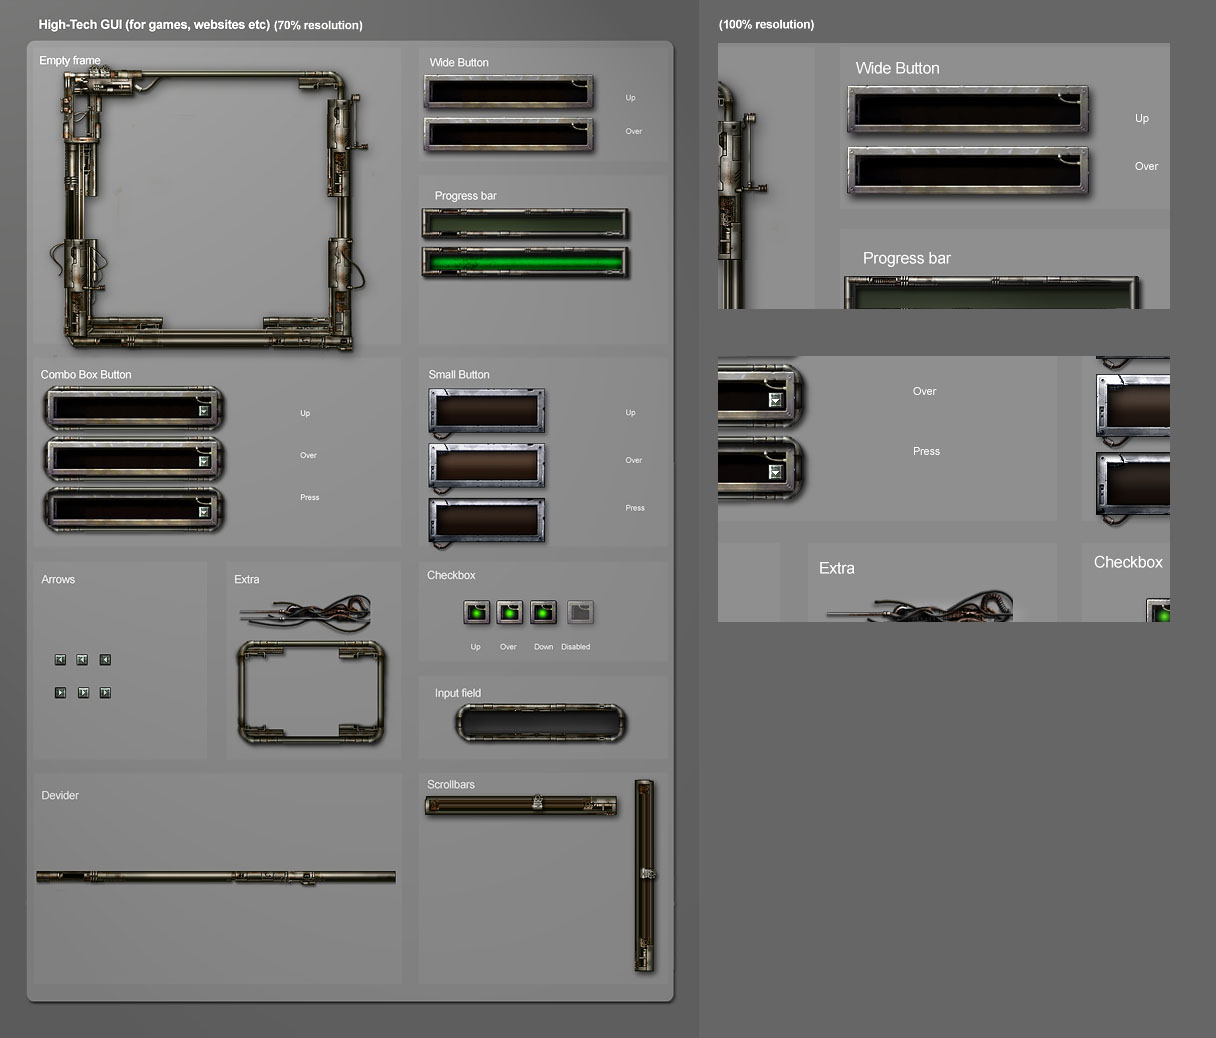 High-Tech GUI (for games, websites etc) (70% resolution)
Empty frame
Wide Button
Up
Over
Progress bar
Combo Box Button
Up
Over
Press
Small Button
Up
Over
Press
Arrows
Extra
Checkbox
Up Over Down Disabled
Input field
Devider
Scrollbars
(100% resolution)
Wide Button
Up
Over
Progress bar
Over
Press
Extra
Checkbox